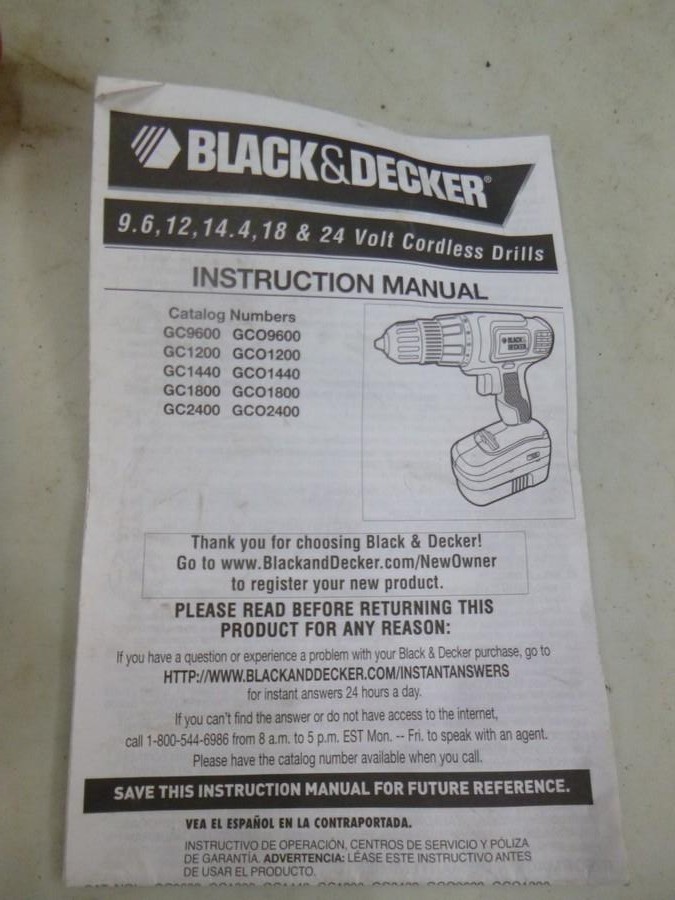 BLACK&DECKER®
9.6,12,14.4,18 & 24 Volt Cordless Drills
INSTRUCTION MANUAL
Catalog Numbers
GC9600 GCO9600
GC1200 GCO1200
GC1440 GCO1440
GC1800 GCO1800
GC2400 GCO2400
BLACK&
DECKER
Thank you for choosing Black & Decker!
Go to www.BlackandDecker.com/NewOwner
to register your new product.
PLEASE READ BEFORE RETURNING THIS
PRODUCT FOR ANY REASON:
If you have a question or experience a problem with your Black & Decker purchase, go to
HTTP://WWW.BLACKANDDECKER.COM/INSTANTANSWERS
for instant answers 24 hours a day.
If you can't find the answer or do not have access to the internet,
call 1-800-544-6986 from 8 a.m. to 5 p.m. EST Mon. -- Fri. to speak with an agent.
Please have the catalog number available when you call.
SAVE THIS INSTRUCTION MANUAL FOR FUTURE REFERENCE.
VEA EL ESPAÑOL EN LA CONTRAPORTADA.
INSTRUCTIVO DE OPERACIÓN, CENTROS DE SERVICIO Y PÓLIZA
DE GARANTÍA. ADVERTENCIA: LÉASE ESTE INSTRUCTIVO ANTES
DE USAR EL PRODUCTO.